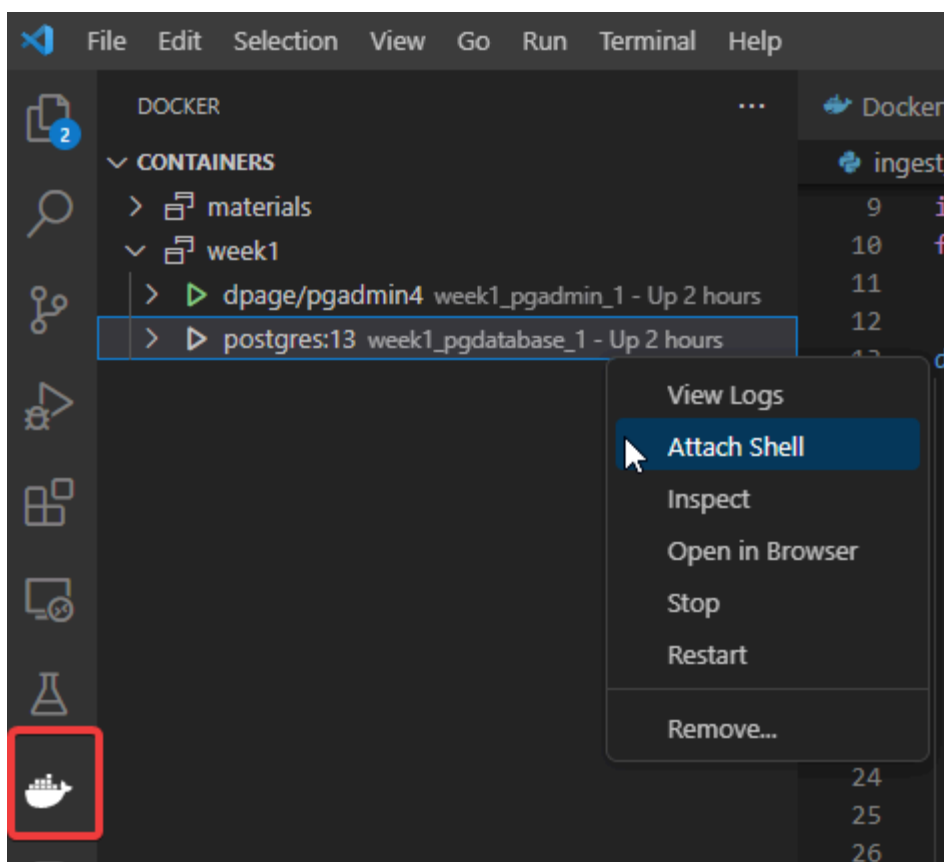 File Edit Selection View Go Run Terminal Help
DOCKER ...
2
Docker
CONTAINERS
ingest
materials
9 i
week1
10 f
dpage/pgadmin4 week1_pgadmin_1 - Up 2 hours
11
postgres:13 week1_pgdatabase_1 - Up 2 hours
12
View Logs
Attach Shell
Inspect
Open in Browser
Stop
Restart
Remove...
24
25
26